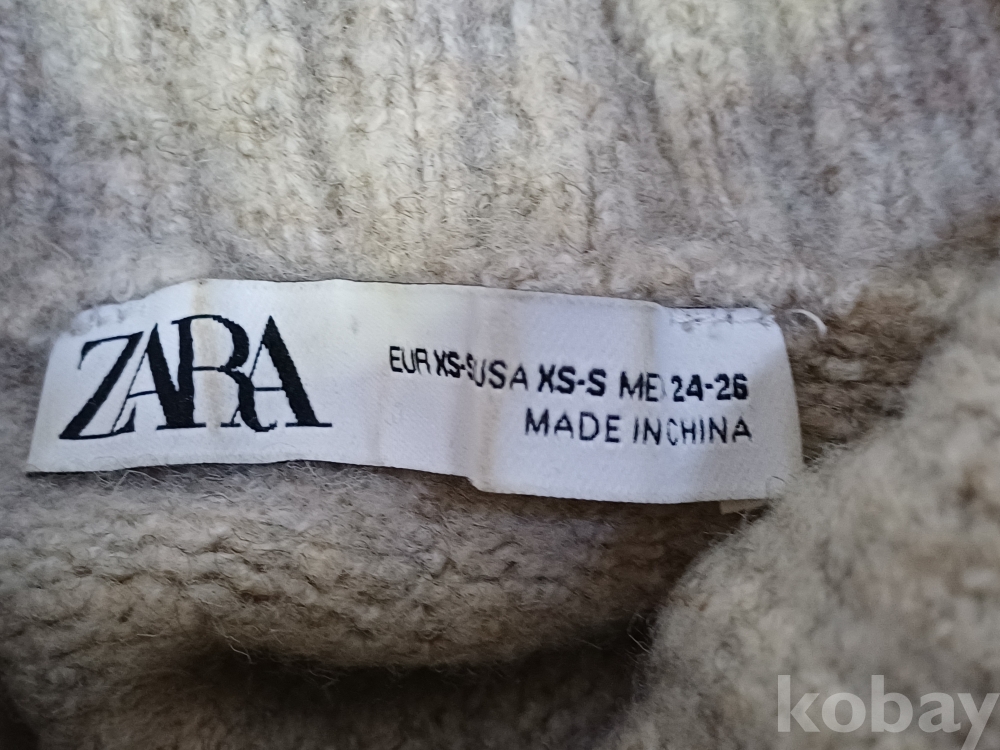 ZARA
EUR XS-S USA XS-S MEX 24-26
MADE IN CHINA
kobay